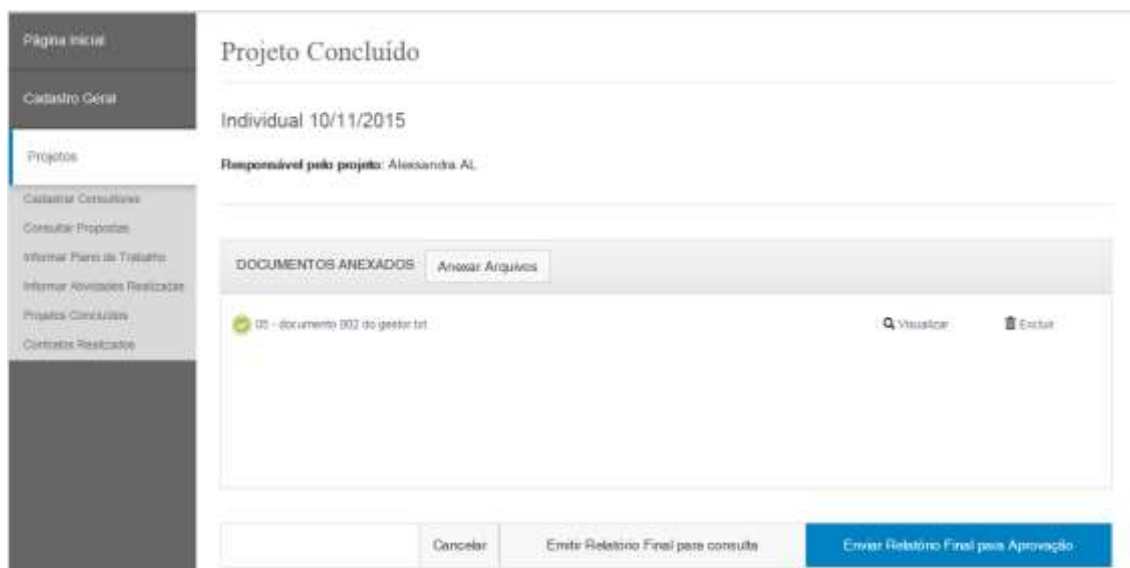 Página Inicial
Cadastro Geral
Projetos
Cadastrar Consultores
Consultar Propostas
Informar Plano de Trabalho
Informar Atividades Realizadas
Projetos Concluídos
Contratos Realizados
Projeto Concluído
Individual 10/11/2015
Responsável pelo projeto: Alessandra AL
DOCUMENTOS ANEXADOS Anexar Arquivos
05 - documento 002 do gestor.txt Visualizar Excluir
Cancelar Emitir Relatório Final para consulta Enviar Relatório Final para Aprovação